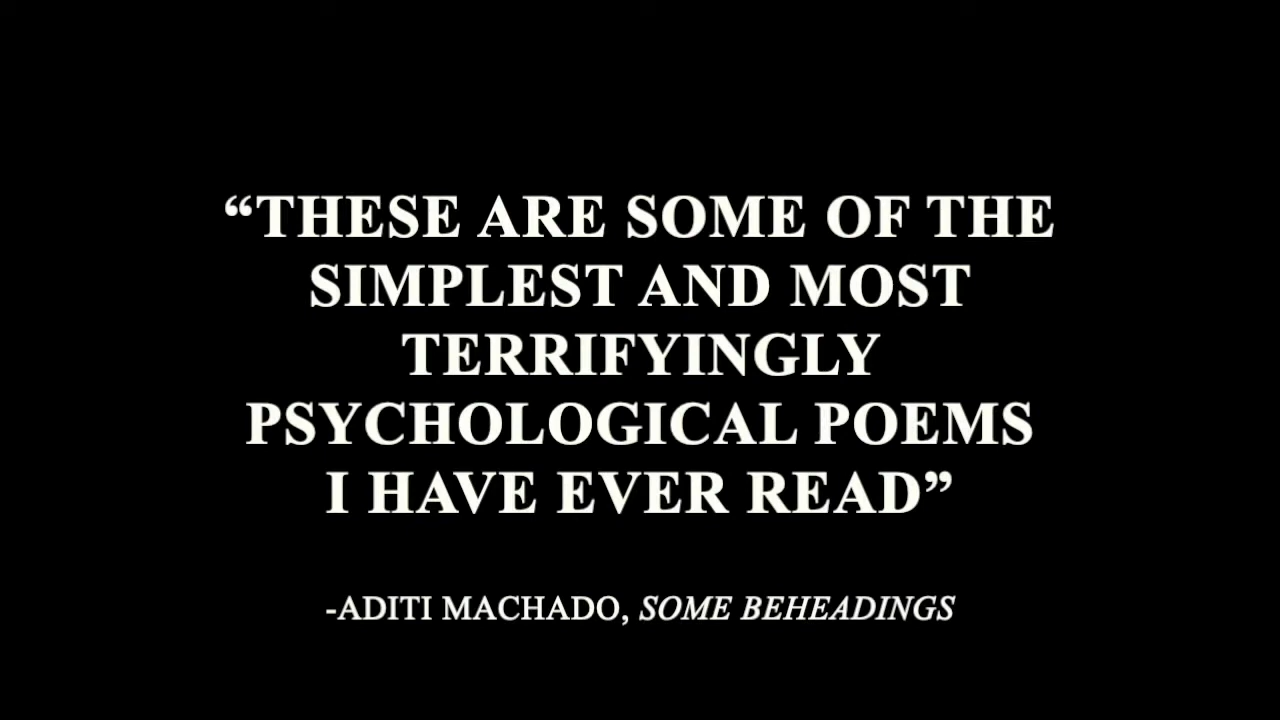 “THESE ARE SOME OF THE
SIMPLEST AND MOST
TERRIFYINGLY
PSYCHOLOGICAL POEMS
I HAVE EVER READ”
-ADITI MACHADO, SOME BEHEADINGS